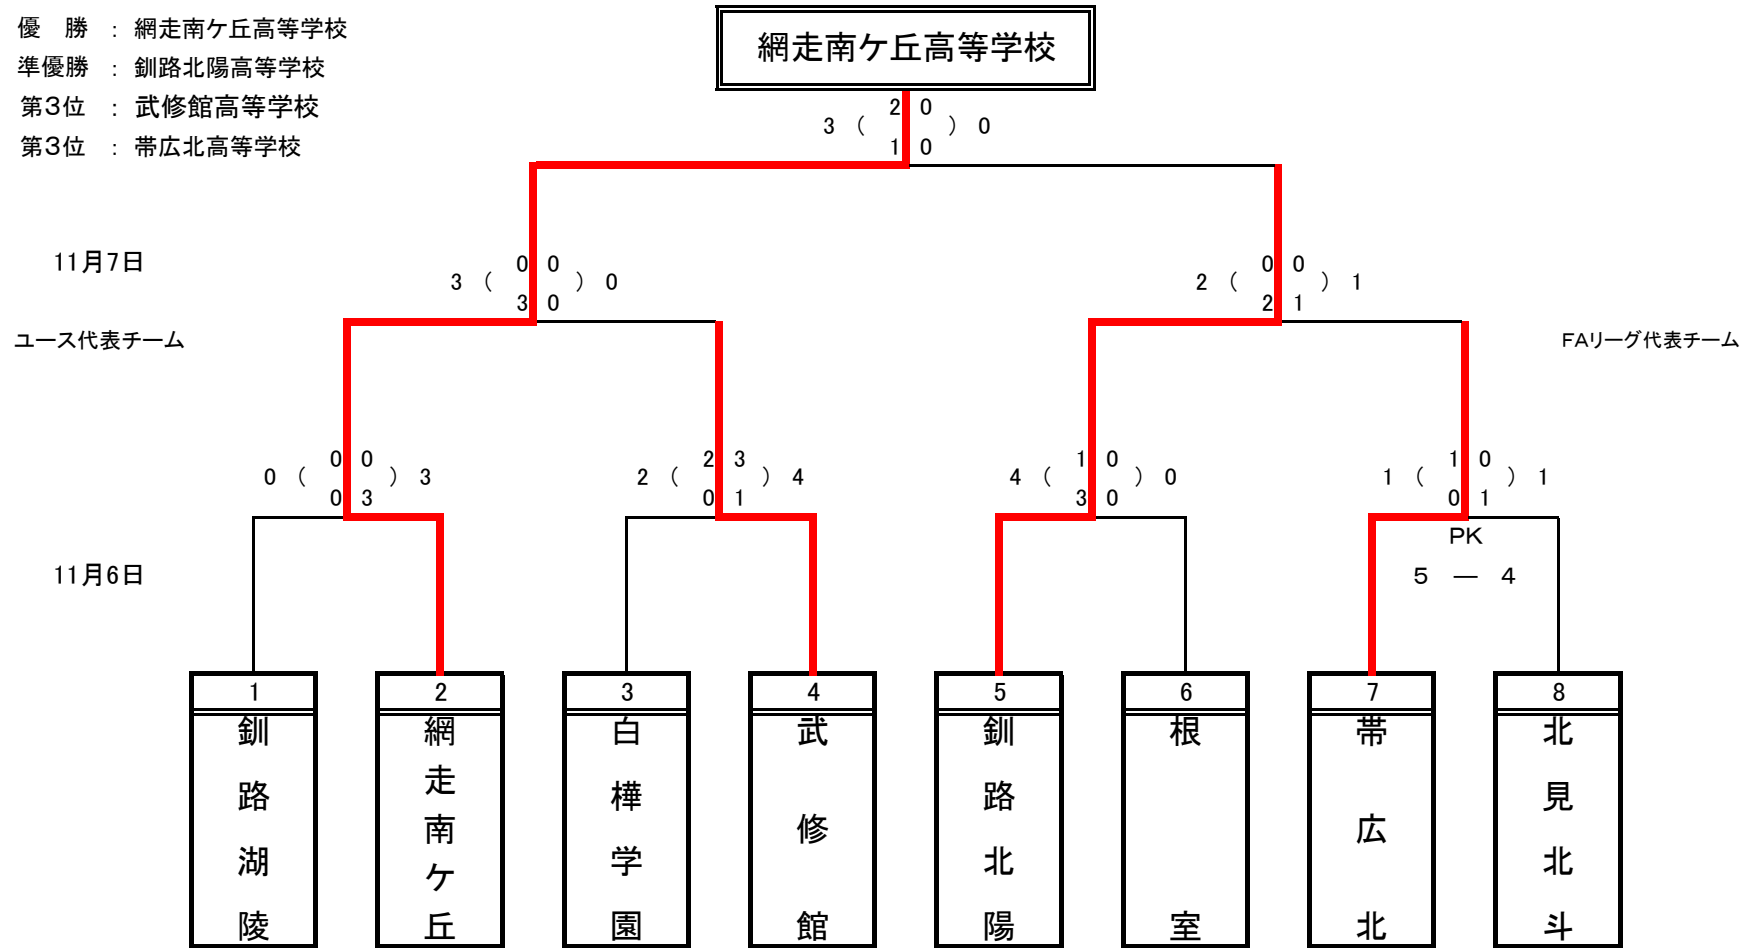 優　勝　：　網走南ケ丘高等学校
準優勝　：　釧路北陽高等学校
第3位　：　武修館高等学校
第3位　：　帯広北高等学校
網走南ケ丘高等学校
2 0
3 ( ) 0
1 0
11月7日
0 0
3 ( ) 0
3 0
0 0
2 ( ) 1
2 1
ユース代表チーム
FAリーグ代表チーム
0 0
0 ( ) 3
0 3
2 3
2 ( ) 4
0 1
1 0
4 ( ) 0
3 0
1 0
1 ( ) 1
0 1
PK
5 ― 4
11月6日
1
釧路湖陵
2
網走南ケ丘
3
白樺学園
4
武修館
5
釧路北陽
6
根室
7
帯広北
8
北見北斗